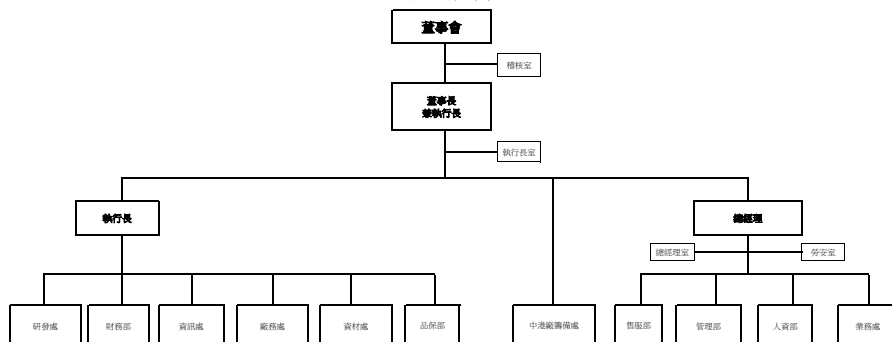 董事會
稽核室
董事長
兼執行長
執行長室
執行長
總經理
總經理室
勞安室
研發處
財務部
資訊處
廠務處
資材處
品保部
中港廠籌備處
售服部
管理部
人資部
業務處